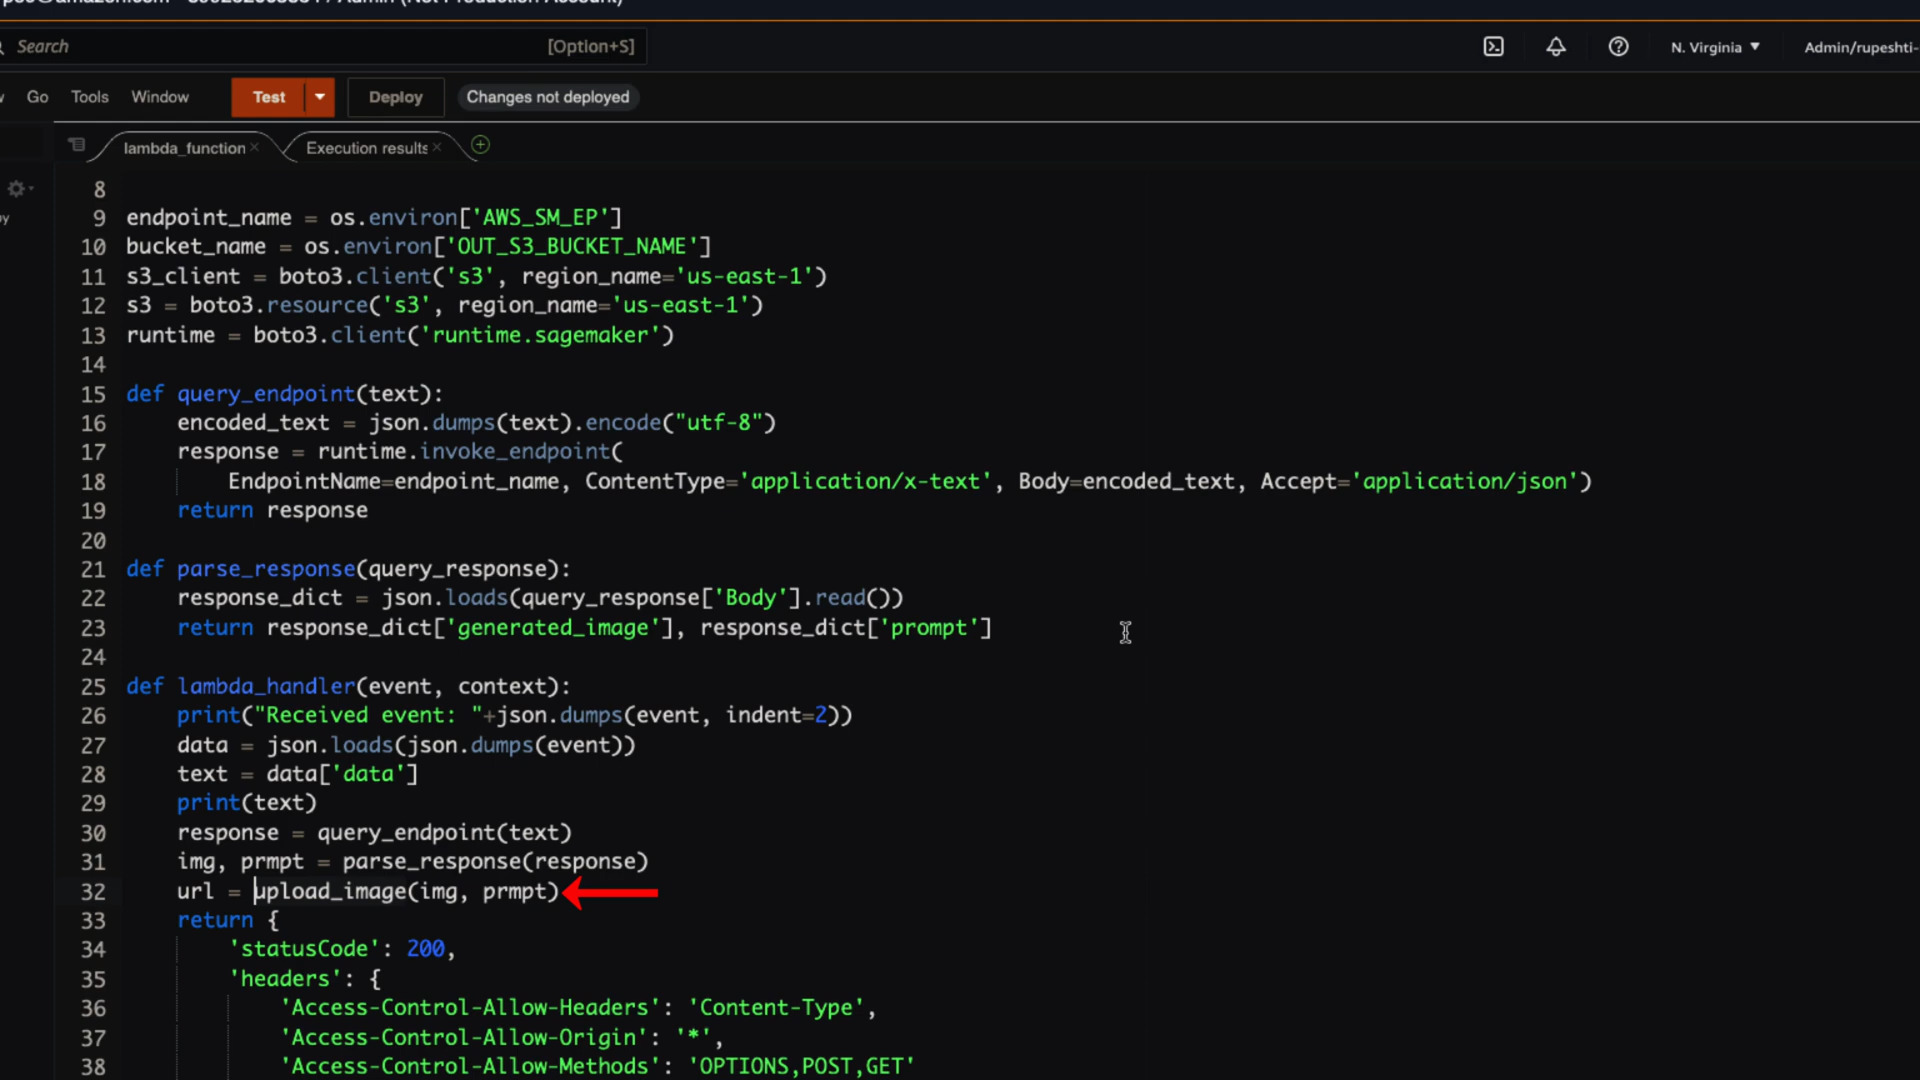 Search [Option+S] N. Virginia ▼ Admin/rupeshti-
Go Tools Window Test Deploy Changes not deployed
lambda_function × Execution results ×
8
9 endpoint_name = os.environ['AWS_SM_EP']
10 bucket_name = os.environ['OUT_S3_BUCKET_NAME']
11 s3_client = boto3.client('s3', region_name='us-east-1')
12 s3 = boto3.resource('s3', region_name='us-east-1')
13 runtime = boto3.client('runtime.sagemaker')
14
15 def query_endpoint(text):
16     encoded_text = json.dumps(text).encode("utf-8")
17     response = runtime.invoke_endpoint(
18         EndpointName=endpoint_name, ContentType='application/x-text', Body=encoded_text, Accept='application/json')
19     return response
20
21 def parse_response(query_response):
22     response_dict = json.loads(query_response['Body'].read())
23     return response_dict['generated_image'], response_dict['prompt']
24
25 def lambda_handler(event, context):
26     print("Received event: "+json.dumps(event, indent=2))
27     data = json.loads(json.dumps(event))
28     text = data['data']
29     print(text)
30     response = query_endpoint(text)
31     img, prmpt = parse_response(response)
32     url = upload_image(img, prmpt)
33     return {
34         'statusCode': 200,
35         'headers': {
36             'Access-Control-Allow-Headers': 'Content-Type',
37             'Access-Control-Allow-Origin': '*',
38             'Access-Control-Allow-Methods': 'OPTIONS,POST,GET'